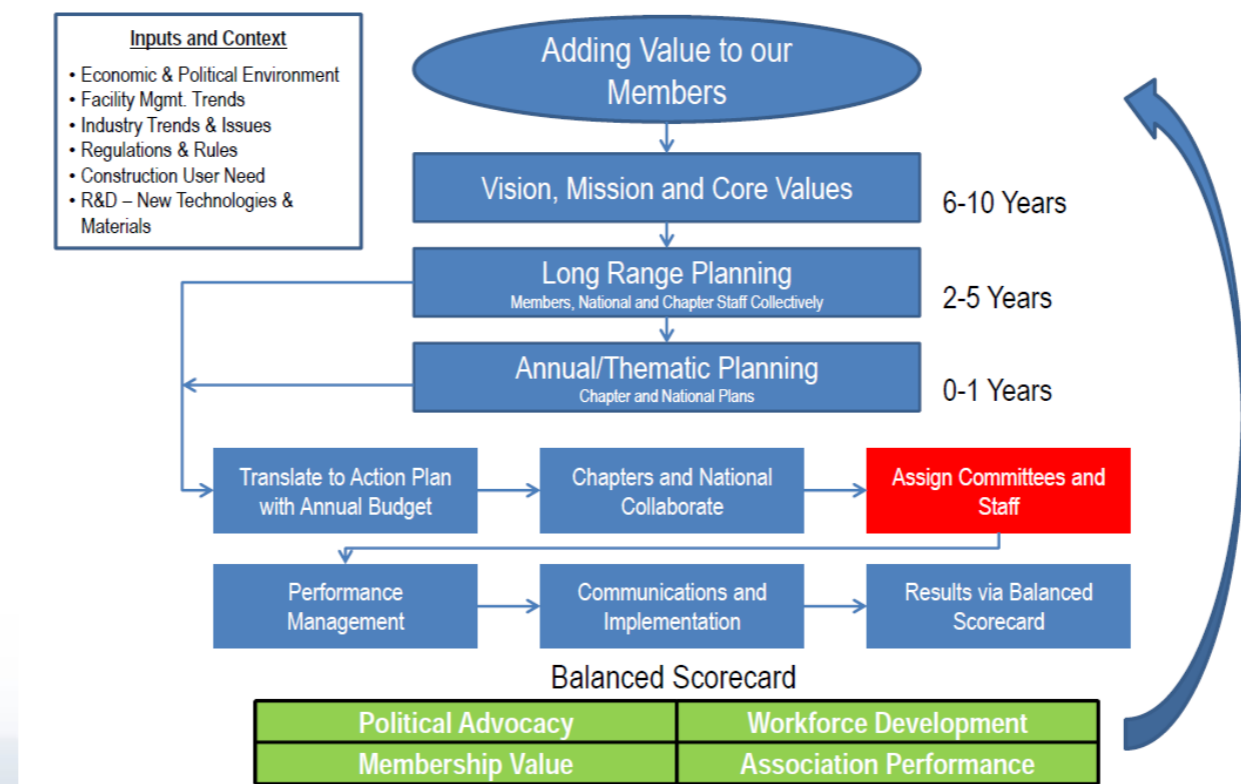 Inputs and Context
• Economic & Political Environment
• Facility Mgmt. Trends
• Industry Trends & Issues
• Regulations & Rules
• Construction User Need
• R&D – New Technologies &
Materials
Adding Value to our
Members
Vision, Mission and Core Values
6-10 Years
Long Range Planning
Members, National and Chapter Staff Collectively
2-5 Years
Annual/Thematic Planning
Chapter and National Plans
0-1 Years
Translate to Action Plan
with Annual Budget
Chapters and National
Collaborate
Assign Committees and
Staff
Performance
Management
Communications and
Implementation
Results via Balanced
Scorecard
Balanced Scorecard
Political Advocacy
Workforce Development
Membership Value
Association Performance